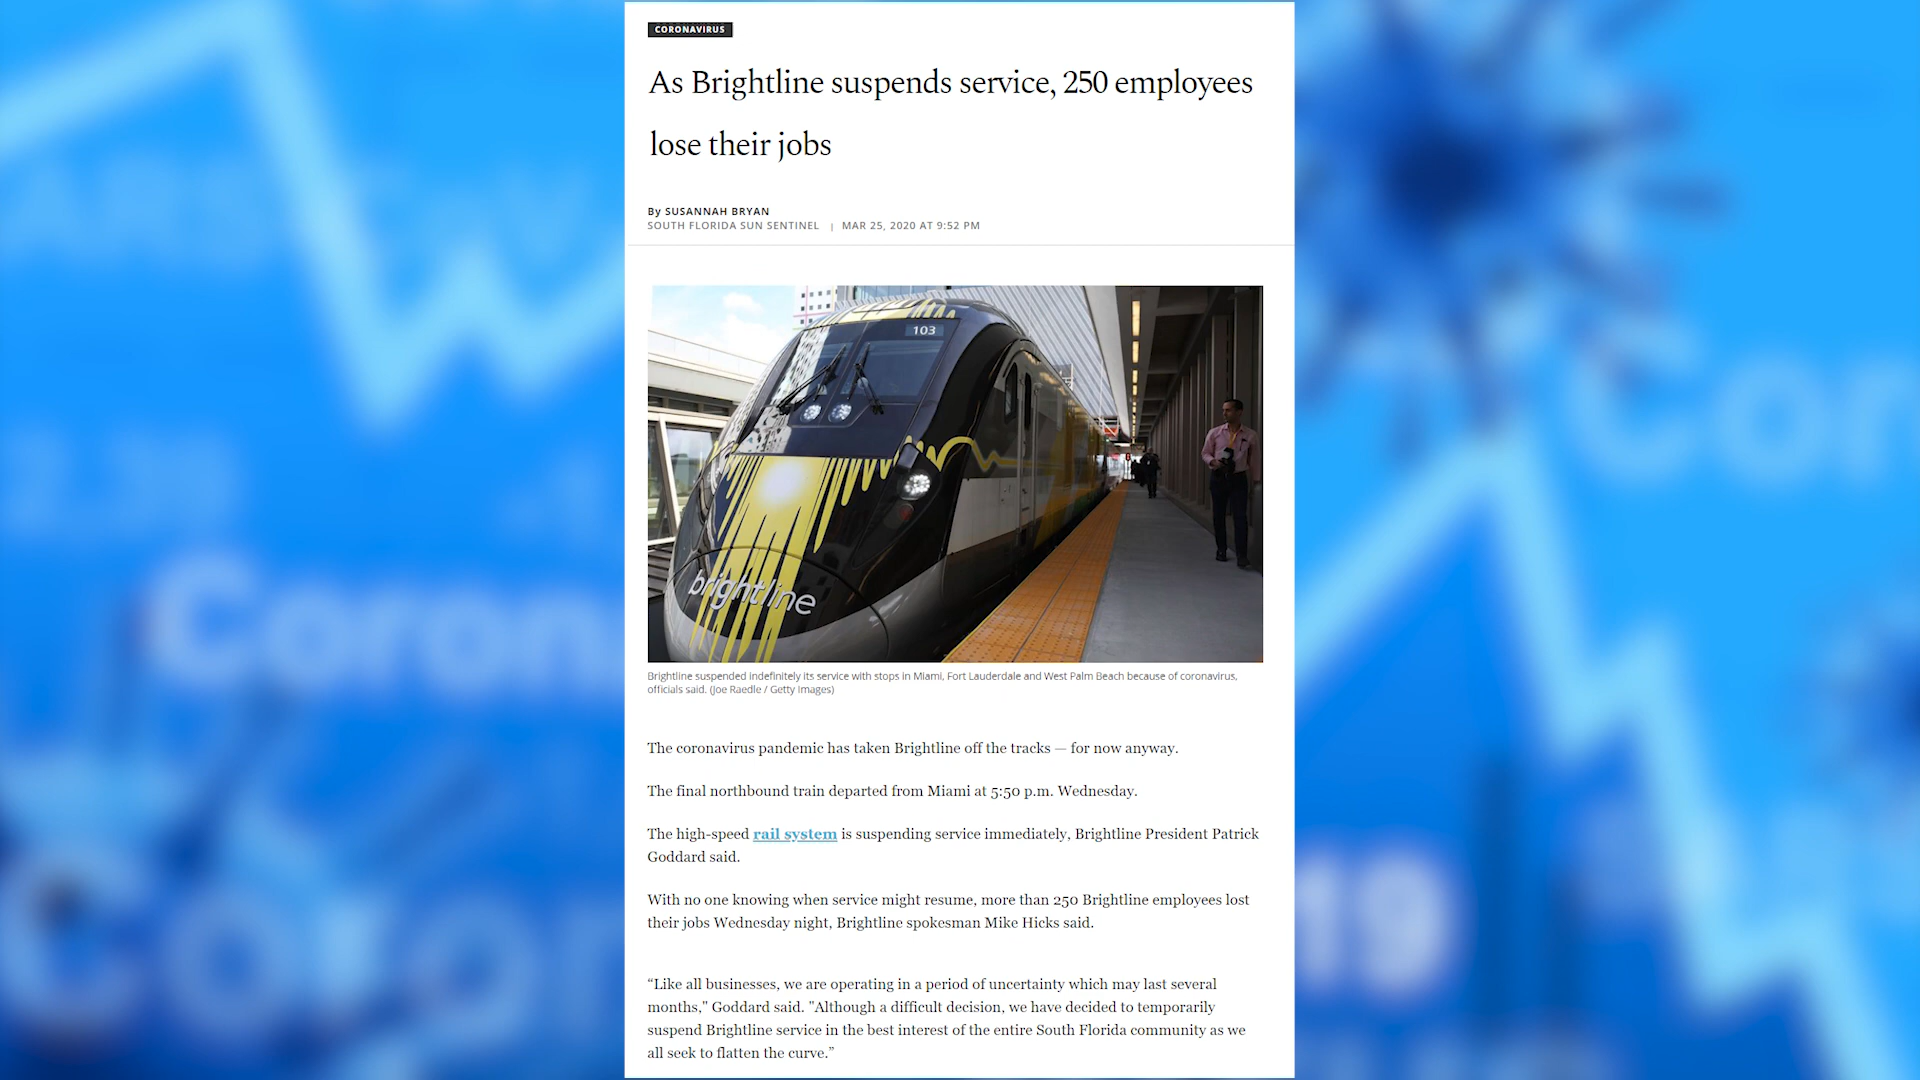 CORONAVIRUS
As Brightline suspends service, 250 employees
lose their jobs
By SUSANNAH BRYAN
SOUTH FLORIDA SUN SENTINEL | MAR 25, 2020 AT 9:52 PM
103
brightline
Brightline suspended indefinitely its service with stops in Miami, Fort Lauderdale and West Palm Beach because of coronavirus,
officials said. (Joe Raedle / Getty Images)
The coronavirus pandemic has taken Brightline off the tracks — for now anyway.
The final northbound train departed from Miami at 5:50 p.m. Wednesday.
The high-speed rail system is suspending service immediately, Brightline President Patrick
Goddard said.
With no one knowing when service might resume, more than 250 Brightline employees lost
their jobs Wednesday night, Brightline spokesman Mike Hicks said.
“Like all businesses, we are operating in a period of uncertainty which may last several
months," Goddard said. "Although a difficult decision, we have decided to temporarily
suspend Brightline service in the best interest of the entire South Florida community as we
all seek to flatten the curve.”
Corona
Coron
19